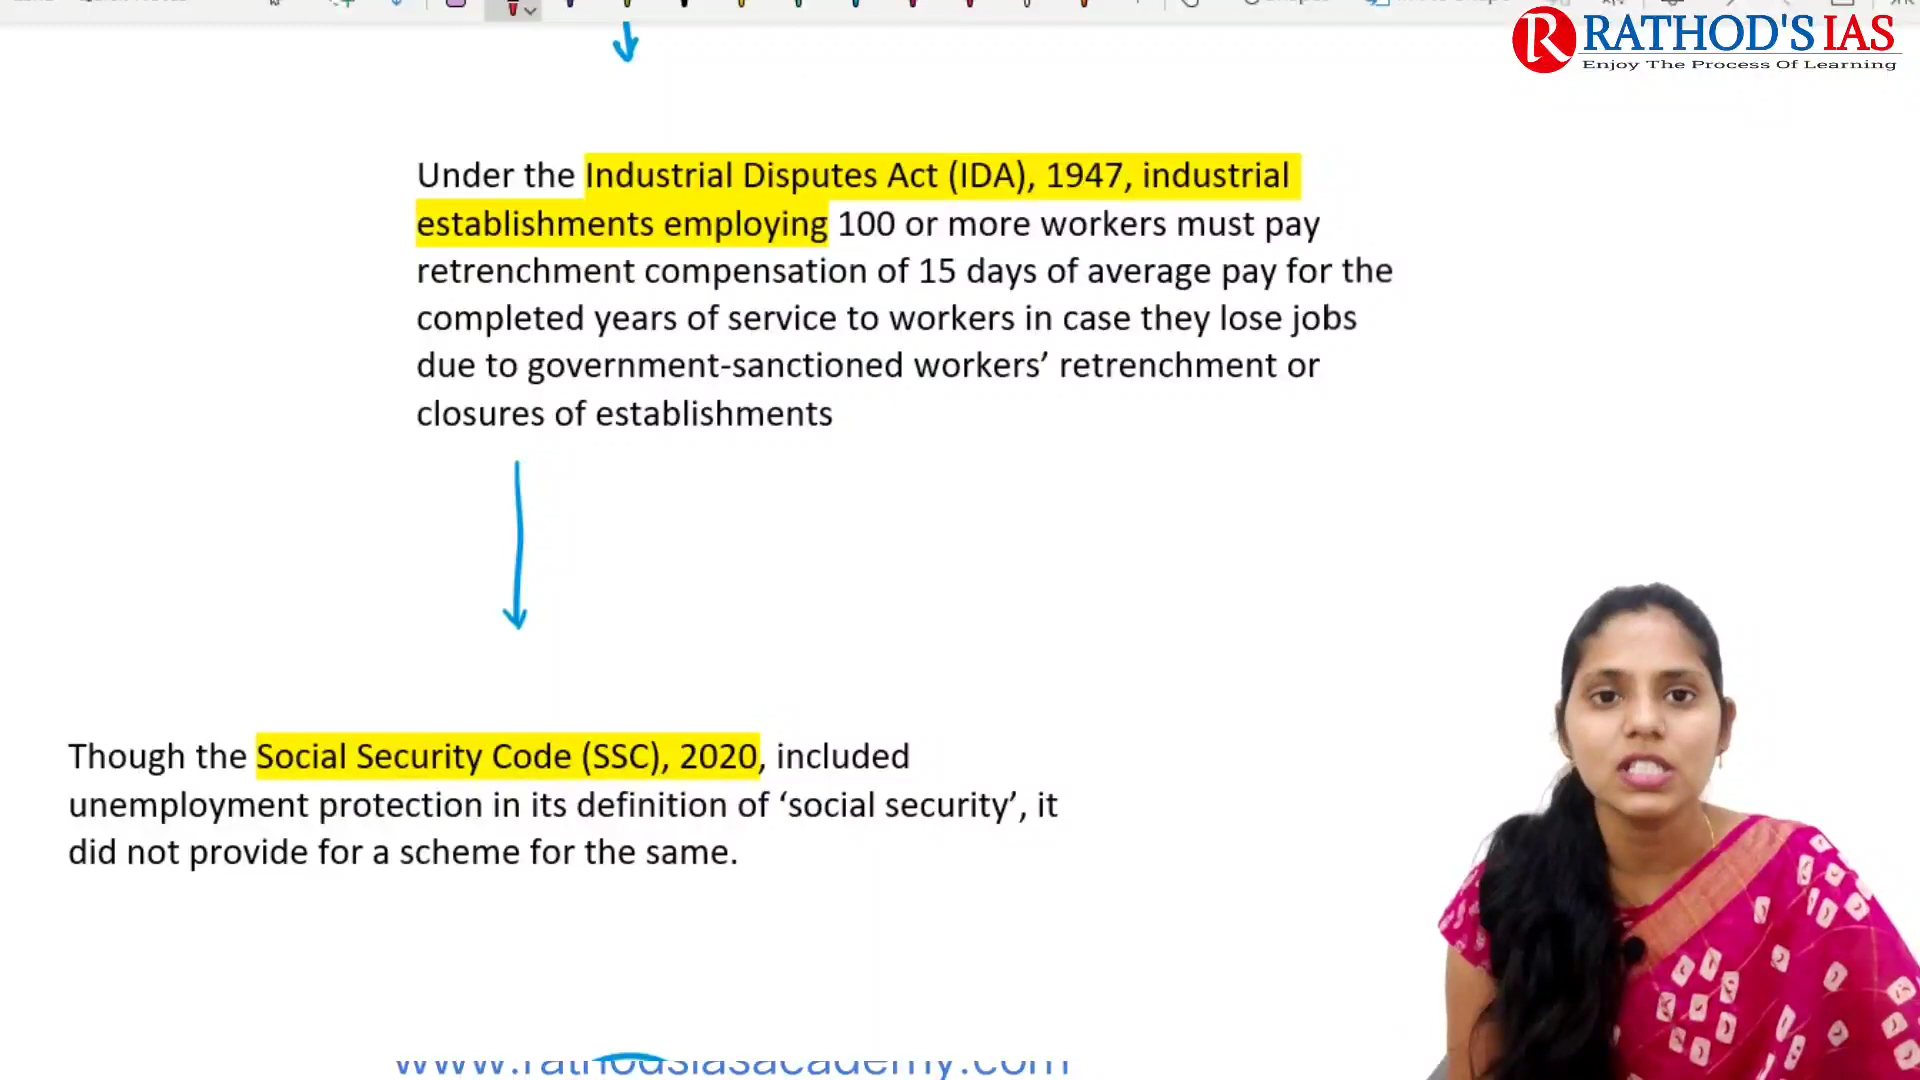 RATHOD'S IAS
Enjoy The Process Of Learning
Under the Industrial Disputes Act (IDA), 1947, industrial
establishments employing 100 or more workers must pay
retrenchment compensation of 15 days of average pay for the
completed years of service to workers in case they lose jobs
due to government-sanctioned workers’ retrenchment or
closures of establishments
Though the Social Security Code (SSC), 2020, included
unemployment protection in its definition of ‘social security’, it
did not provide for a scheme for the same.
www.rathodsiasacademy.com